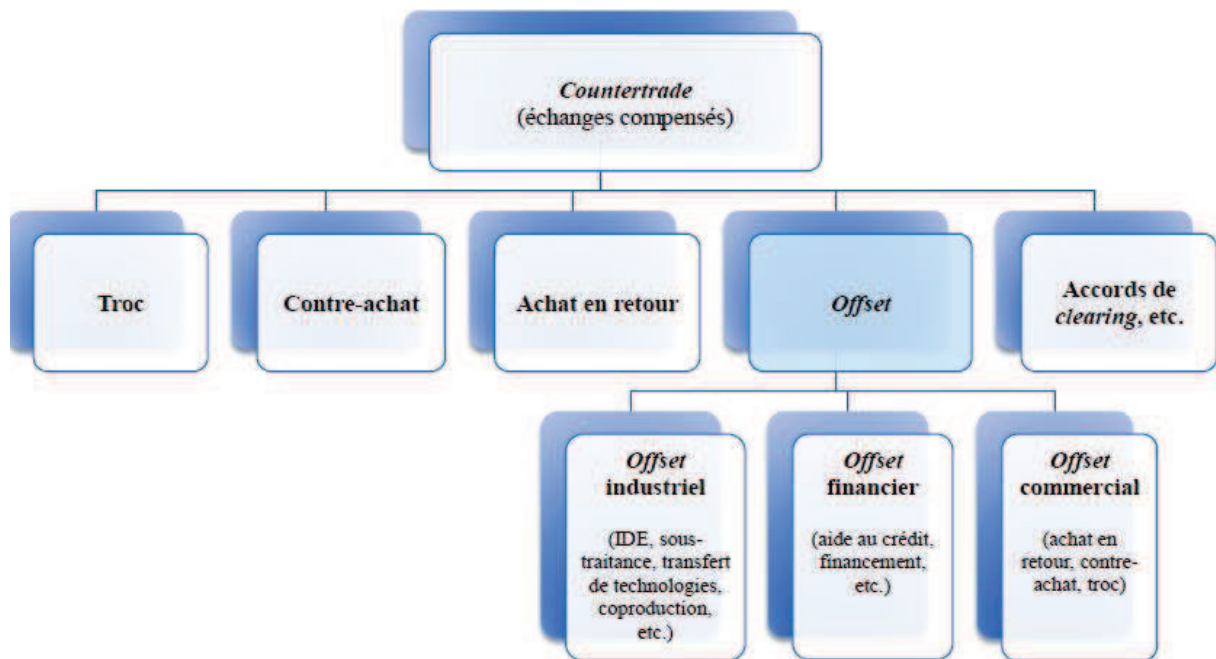 Countertrade
(échanges compensés)
Troc
Contre-achat
Achat en retour
Offset
Accords de
clearing, etc.
Offset
industriel
(IDE, sous-
traitance, transfert
de technologies,
coproduction,
etc.)
Offset
financier
(aide au crédit,
financement,
etc.)
Offset
commercial
(achat en
retour, contre-
achat, troc)